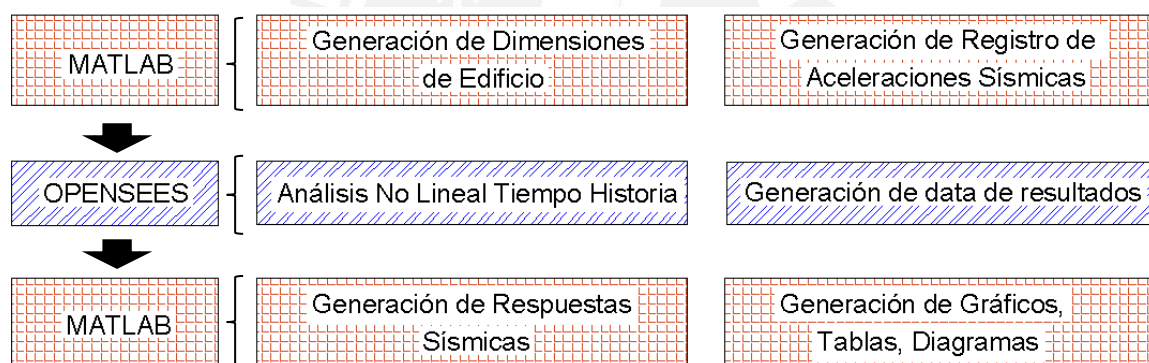 MATLAB
Generación de Dimensiones
de Edificio
Generación de Registro de
Aceleraciones Sísmicas
OPENSEES
Análisis No Lineal Tiempo Historia
Generación de data de resultados
MATLAB
Generación de Respuestas
Sísmicas
Generación de Gráficos,
Tablas, Diagramas